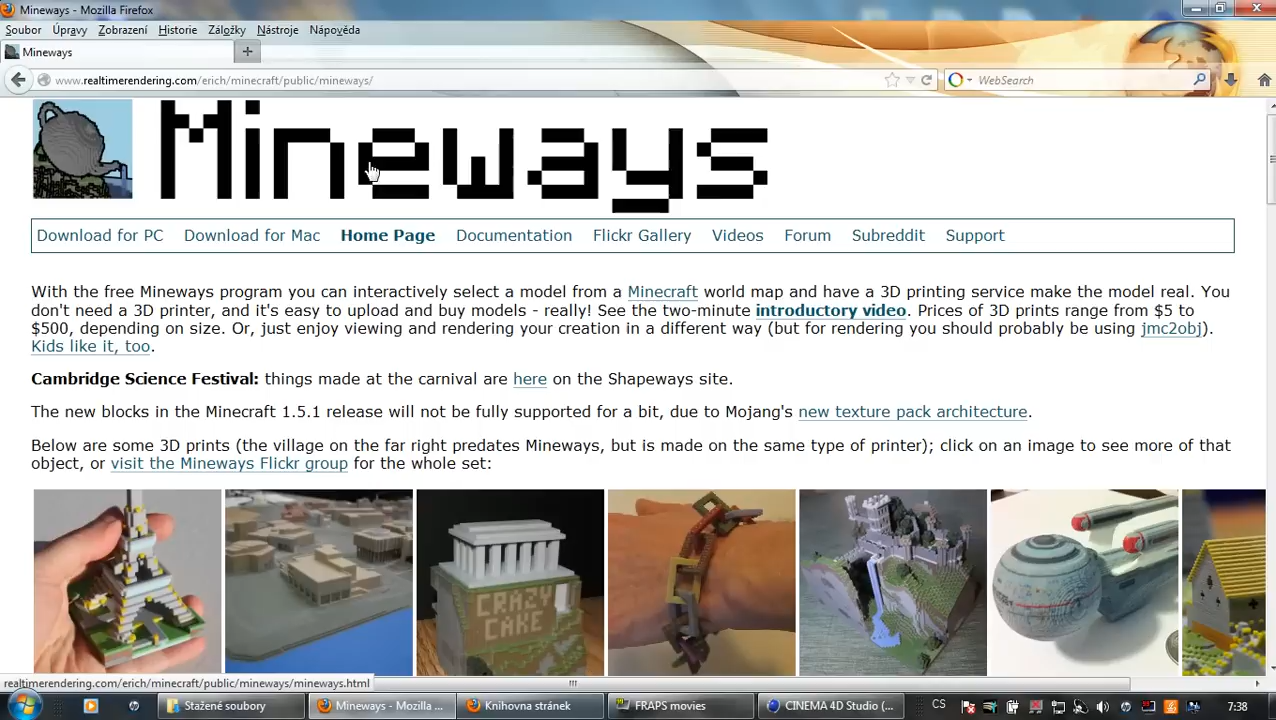 Mineways - Mozilla Firefox
Soubor Úpravy Zobrazení Historie Záložky Nástroje Nápověda
Mineways
www.realtimerendering.com/erich/minecraft/public/mineways/
WebSearch
Mineways
Download for PC Download for Mac Home Page Documentation Flickr Gallery Videos Forum Subreddit Support
With the free Mineways program you can interactively select a model from a Minecraft world map and have a 3D printing service make the model real. You
don't need a 3D printer, and it's easy to upload and buy models - really! See the two-minute introductory video. Prices of 3D prints range from $5 to
$500, depending on size. Or, just enjoy viewing and rendering your creation in a different way (but for rendering you should probably be using jmc2obj).
Kids like it, too.
Cambridge Science Festival: things made at the carnival are here on the Shapeways site.
The new blocks in the Minecraft 1.5.1 release will not be fully supported for a bit, due to Mojang's new texture pack architecture.
Below are some 3D prints (the village on the far right predates Mineways, but is made on the same type of printer); click on an image to see more of that
object, or visit the Mineways Flickr group for the whole set:
CRAZY
CAKE
realtimerendering.com/erich/minecraft/public/mineways/mineways.html
Stažené soubory
Mineways - Mozilla ...
Knihovna stránek
FRAPS movies
CINEMA 4D Studio (...
CS
7:38